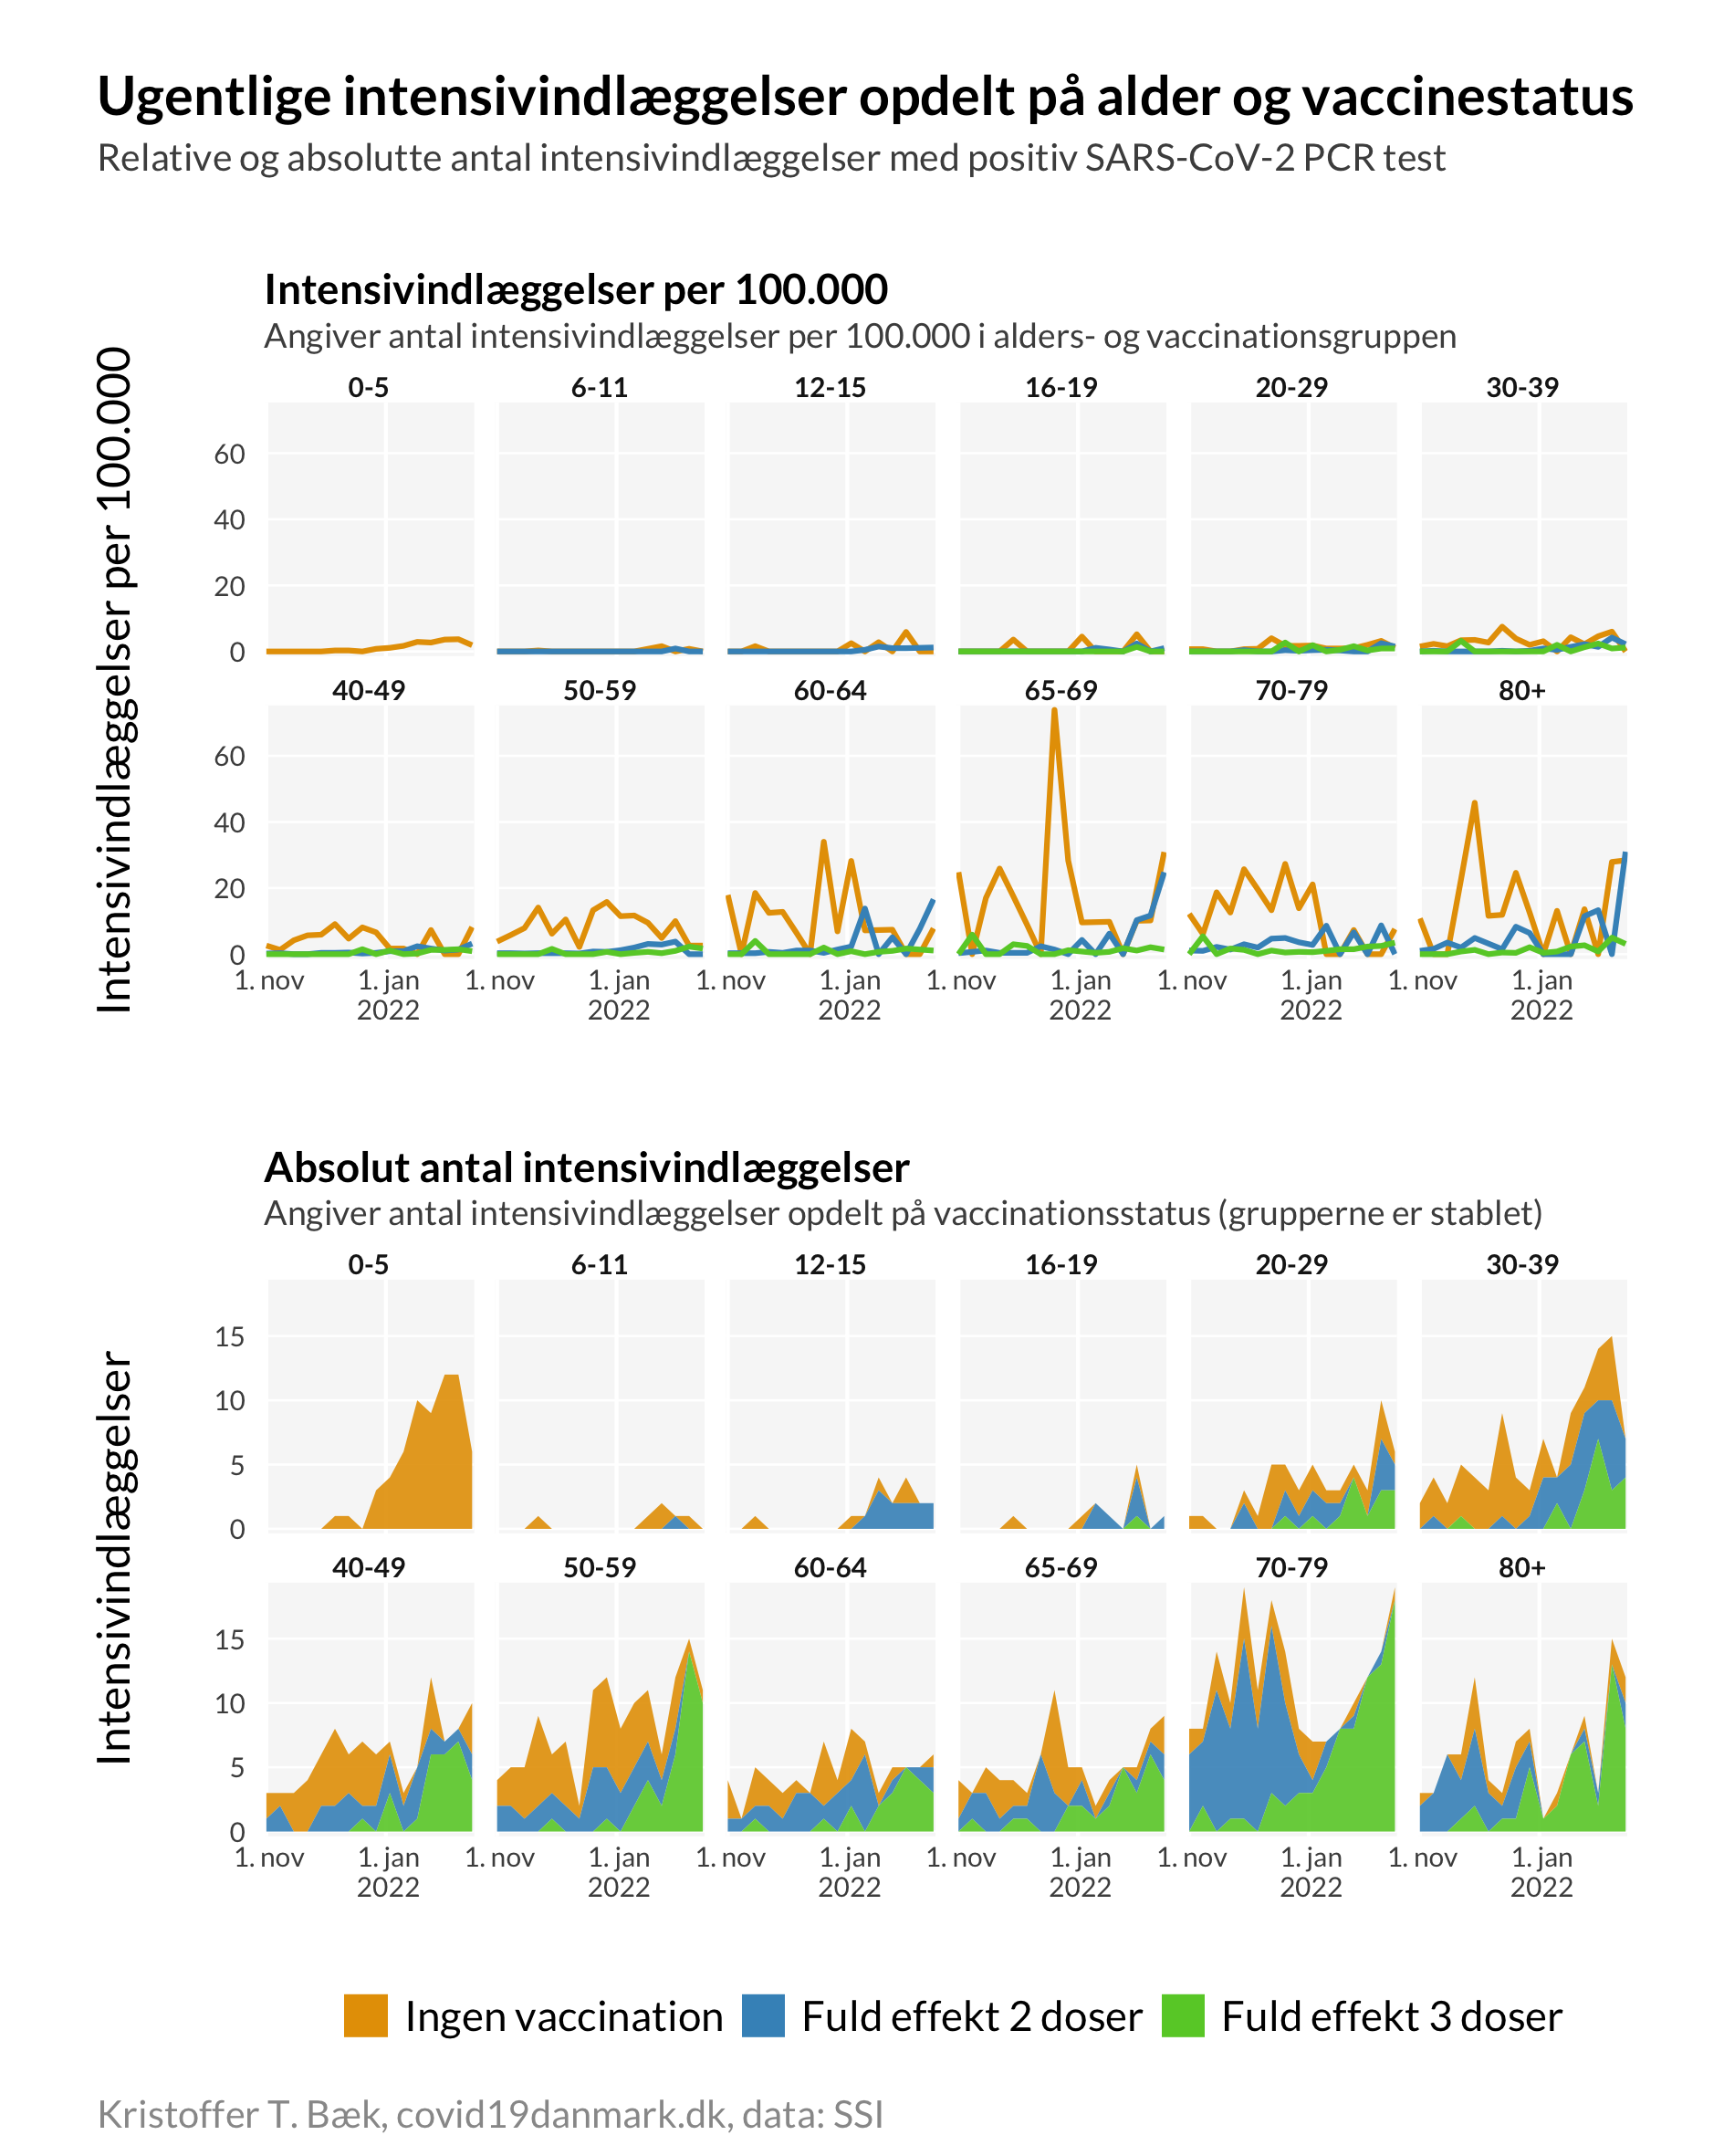 Ugentlige intensivindlæggelser opdelt på alder og vaccinestatus
Relative og absolutte antal intensivindlæggelser med positiv SARS-CoV-2 PCR test
Intensivindlæggelser per 100.000
Angiver antal intensivindlæggelser per 100.000 i alders- og vaccinationsgruppen
Intensivindlæggelser per 100.000
0-5 6-11 12-15 16-19 20-29 30-39
60
40
20
0
40-49 50-59 60-64 65-69 70-79 80+
60
40
20
0
1. nov 1. jan 1. nov 1. jan 1. nov 1. jan 1. nov 1. jan 1. nov 1. jan 1. nov 1. jan
2022 2022 2022 2022 2022 2022
Absolut antal intensivindlæggelser
Angiver antal intensivindlæggelser opdelt på vaccinationsstatus (grupperne er stablet)
Intensivindlæggelser
0-5 6-11 12-15 16-19 20-29 30-39
15
10
5
0
40-49 50-59 60-64 65-69 70-79 80+
15
10
5
0
1. nov 1. jan 1. nov 1. jan 1. nov 1. jan 1. nov 1. jan 1. nov 1. jan 1. nov 1. jan
2022 2022 2022 2022 2022 2022
Ingen vaccination Fuld effekt 2 doser Fuld effekt 3 doser
Kristoffer T. Bæk, covid19danmark.dk, data: SSI